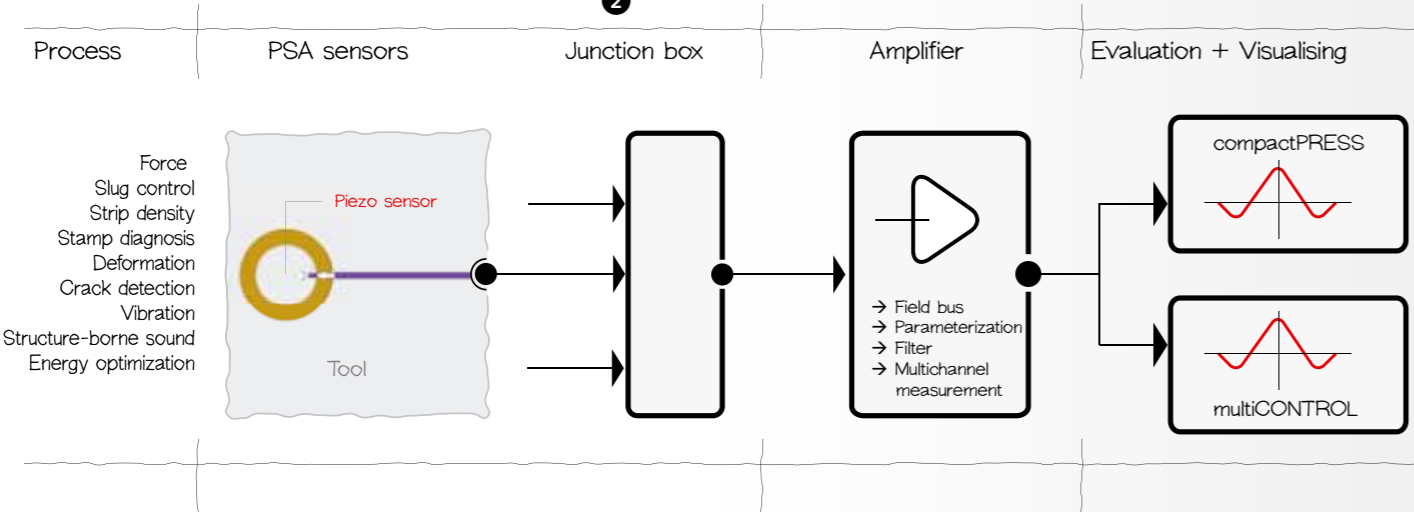 2
Process
PSA sensors
Junction box
Amplifier
Evaluation + Visualising
Force
Slug control
Strip density
Stamp diagnosis
Deformation
Crack detection
Vibration
Structure-borne sound
Energy optimization
Piezo sensor
Tool
→ Field bus
→ Parameterization
→ Filter
→ Multichannel
measurement
compactPRESS
multiCONTROL